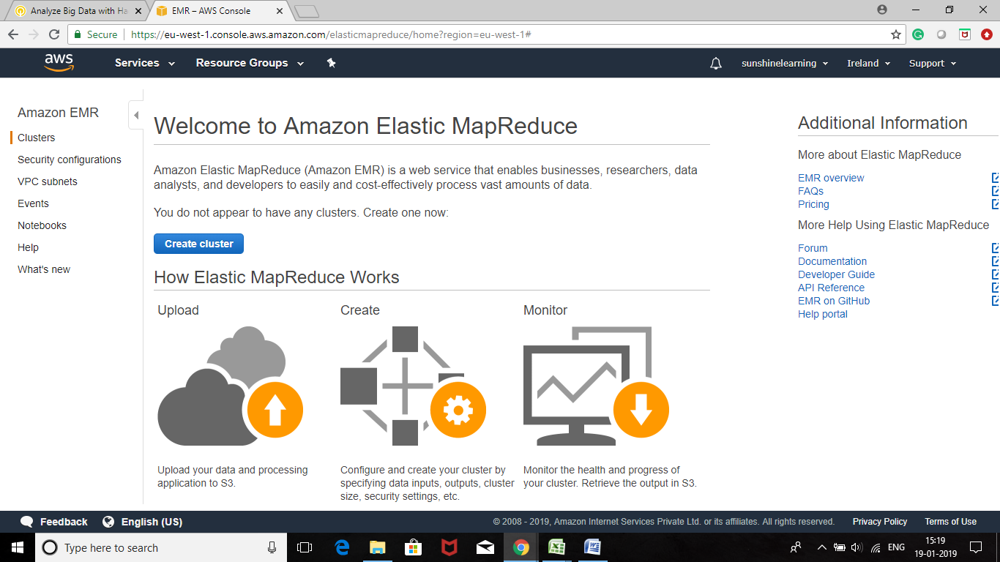 Analyze Big Data with Ha
EMR – AWS Console
Secure
https://eu-west-1.console.aws.amazon.com/elasticmapreduce/home?region=eu-west-1#
aws
Services
Resource Groups
sunshinelearning
Ireland
Support
Amazon EMR
Clusters
Security configurations
VPC subnets
Events
Notebooks
Help
What's new
Welcome to Amazon Elastic MapReduce
Amazon Elastic MapReduce (Amazon EMR) is a web service that enables businesses, researchers, data
analysts, and developers to easily and cost-effectively process vast amounts of data.
You do not appear to have any clusters. Create one now:
Create cluster
How Elastic MapReduce Works
Upload
Upload your data and processing
application to S3.
Create
Configure and create your cluster by
specifying data inputs, outputs, cluster
size, security settings, etc.
Monitor
Monitor the health and progress of
your cluster. Retrieve the output in S3.
Additional Information
More about Elastic MapReduce
EMR overview
FAQs
Pricing
More Help Using Elastic MapReduce
Forum
Documentation
Developer Guide
API Reference
EMR on GitHub
Help portal
Feedback
English (US)
© 2008 - 2019, Amazon Internet Services Private Ltd. or its affiliates. All rights reserved.
Privacy Policy
Terms of Use
Type here to search
ENG
15:19
19-01-2019